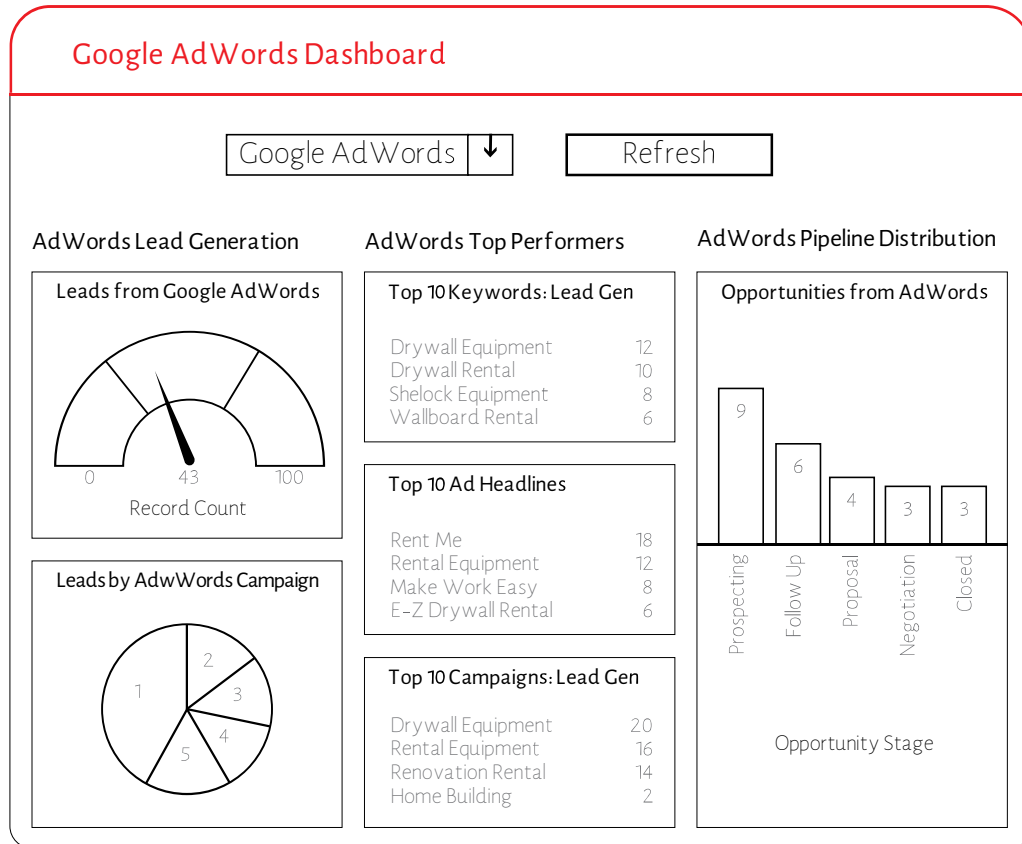 Google AdWords Dashboard
Google AdWords
Refresh
AdWords Lead Generation
Leads from Google AdWords
0
43
100
Record Count
Leads by AdwWords Campaign
1
2
3
4
5
AdWords Top Performers
Top 10 Keywords: Lead Gen
Drywall Equipment 12
Drywall Rental 10
Shelock Equipment 8
Wallboard Rental 6
Top 10 Ad Headlines
Rent Me 18
Rental Equipment 12
Make Work Easy 8
E-Z Drywall Rental 6
Top 10 Campaigns: Lead Gen
Drywall Equipment 20
Rental Equipment 16
Renovation Rental 14
Home Building 2
AdWords Pipeline Distribution
Opportunities from AdWords
9
6
4
3
3
Prospecting
Follow Up
Proposal
Negotiation
Closed
Opportunity Stage